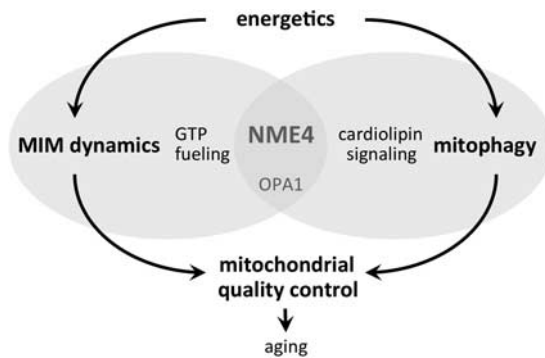 energetics
MIM dynamics
GTP
fueling
NME4
OPA1
cardiolipin
signaling
mitophagy
mitochondrial
quality control
aging